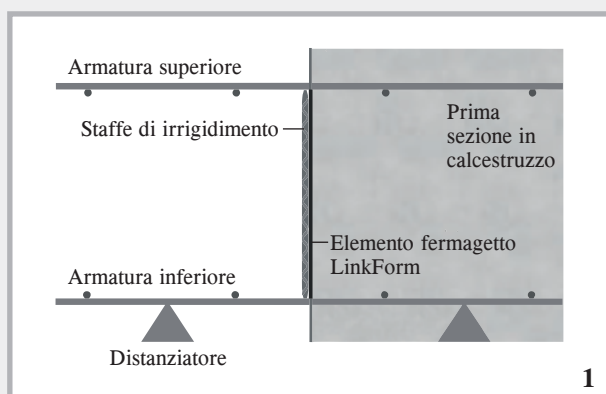 Armatura superiore
Staffe di irrigidimento
Prima
sezione in
calcestruzzo
Elemento fermagetto
LinkForm
Armatura inferiore
Distanziatore
1